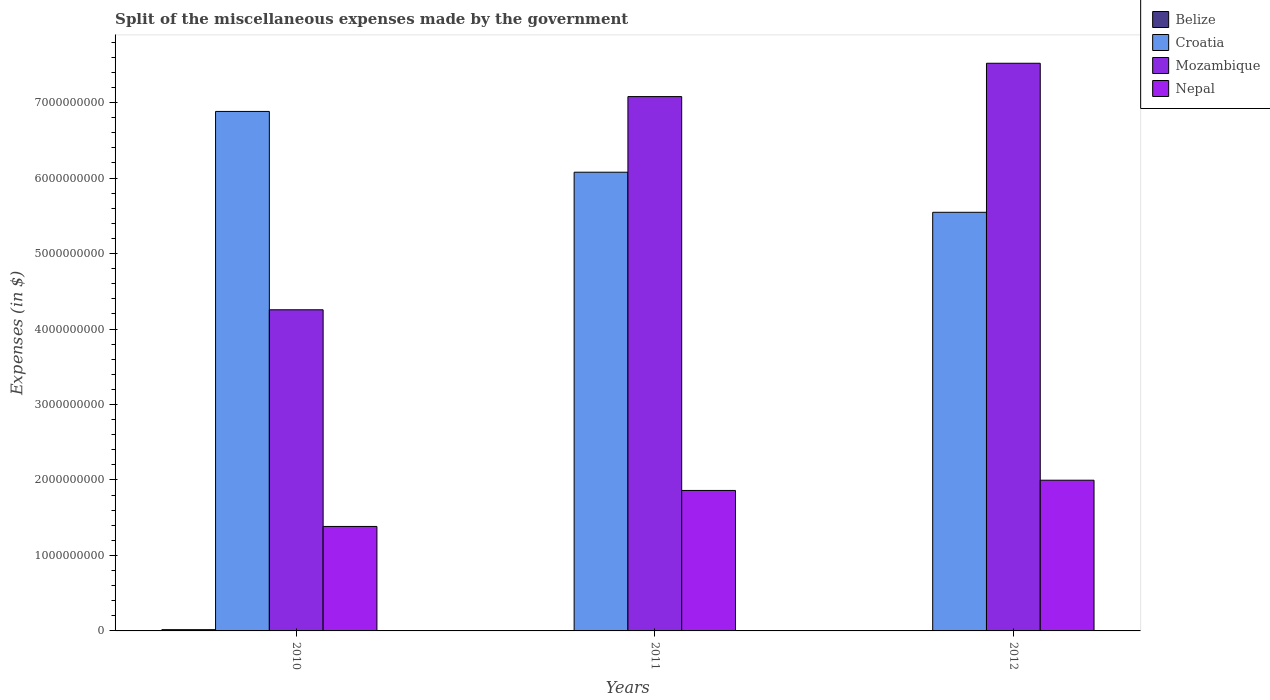 Split of the miscellaneous expenses made by the government
Belize
Croatia
Mozambique
Nepal
Expenses (in $)
7000000000
6000000000
5000000000
4000000000
3000000000
2000000000
1000000000
0
2010
2011
2012
Years